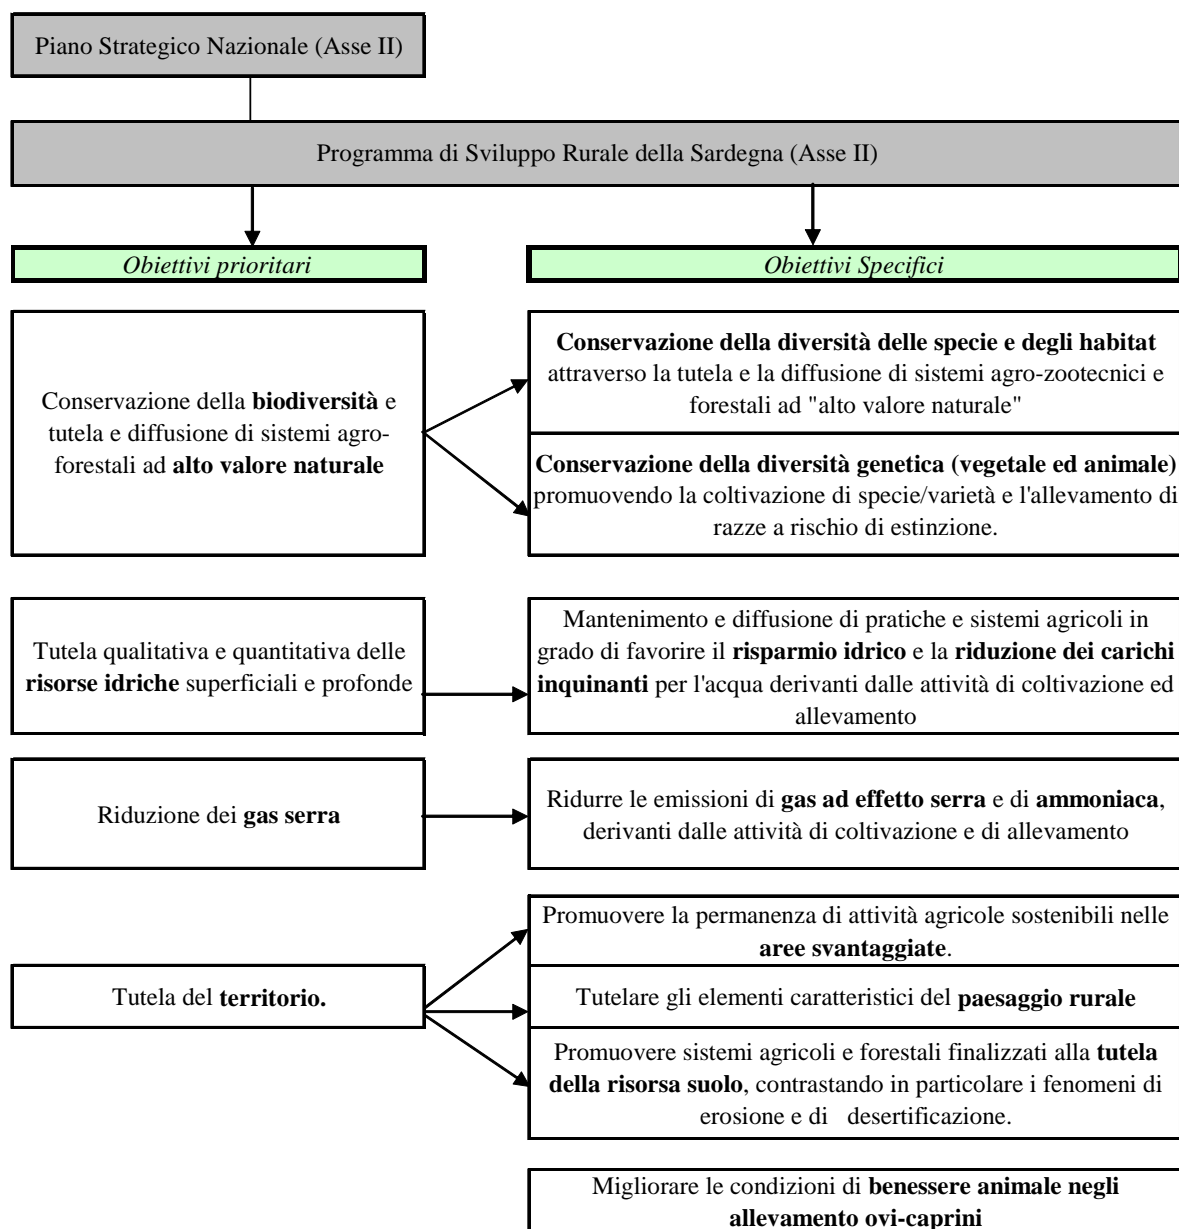 Piano Strategico Nazionale (Asse II)
Programma di Sviluppo Rurale della Sardegna (Asse II)
Obiettivi prioritari
Obiettivi Specifici
Conservazione della biodiversità e
tutela e diffusione di sistemi agro-
forestali ad alto valore naturale
Conservazione della diversità delle specie e degli habitat
attraverso la tutela e la diffusione di sistemi agro-zootecnici e
forestali ad "alto valore naturale"
Conservazione della diversità genetica (vegetale ed animale)
promuovendo la coltivazione di specie/varietà e l'allevamento di
razze a rischio di estinzione.
Tutela qualitativa e quantitativa delle
risorse idriche superficiali e profonde
Mantenimento e diffusione di pratiche e sistemi agricoli in
grado di favorire il risparmio idrico e la riduzione dei carichi
inquinanti per l'acqua derivanti dalle attività di coltivazione ed
allevamento
Riduzione dei gas serra
Ridurre le emissioni di gas ad effetto serra e di ammoniaca,
derivanti dalle attività di coltivazione e di allevamento
Tutela del territorio.
Promuovere la permanenza di attività agricole sostenibili nelle
aree svantaggiate.
Tutelare gli elementi caratteristici del paesaggio rurale
Promuovere sistemi agricoli e forestali finalizzati alla tutela
della risorsa suolo, contrastando in particolare i fenomeni di
erosione e di desertificazione.
Migliorare le condizioni di benessere animale negli
allevamento ovi-caprini